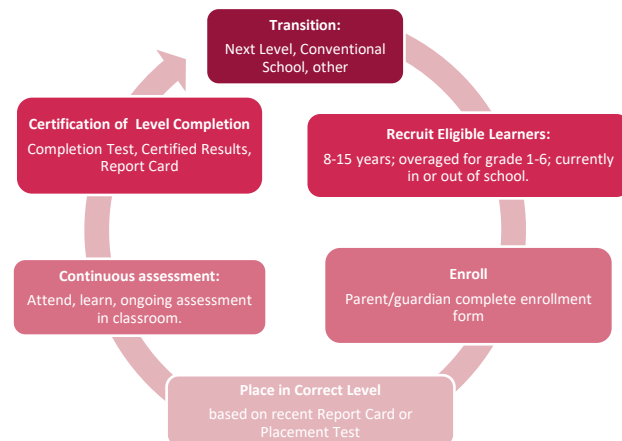 Transition:
Next Level, Conventional
School, other
Recruit Eligible Learners:
8-15 years; overaged for grade 1-6; currently
in or out of school.
Enroll
Parent/guardian complete enrollment
form
Place in Correct Level
based on recent Report Card or
Placement Test
Continuous assessment:
Attend, learn, ongoing assessment
in classroom.
Certification of Level Completion
Completion Test, Certified Results,
Report Card